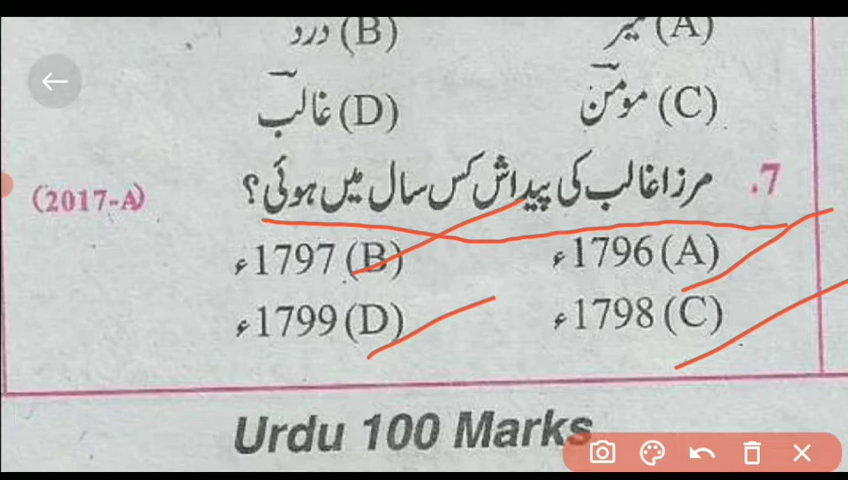 (A) میر (B) درد
(C) مومنؔ (D) غالبؔ
7. مرزا غالب کی پیدائش کس سال میں ہوئی؟ (2017-A)
(A) 1796ء (B) 1797ء
(C) 1798ء (D) 1799ء
Urdu 100 Marks